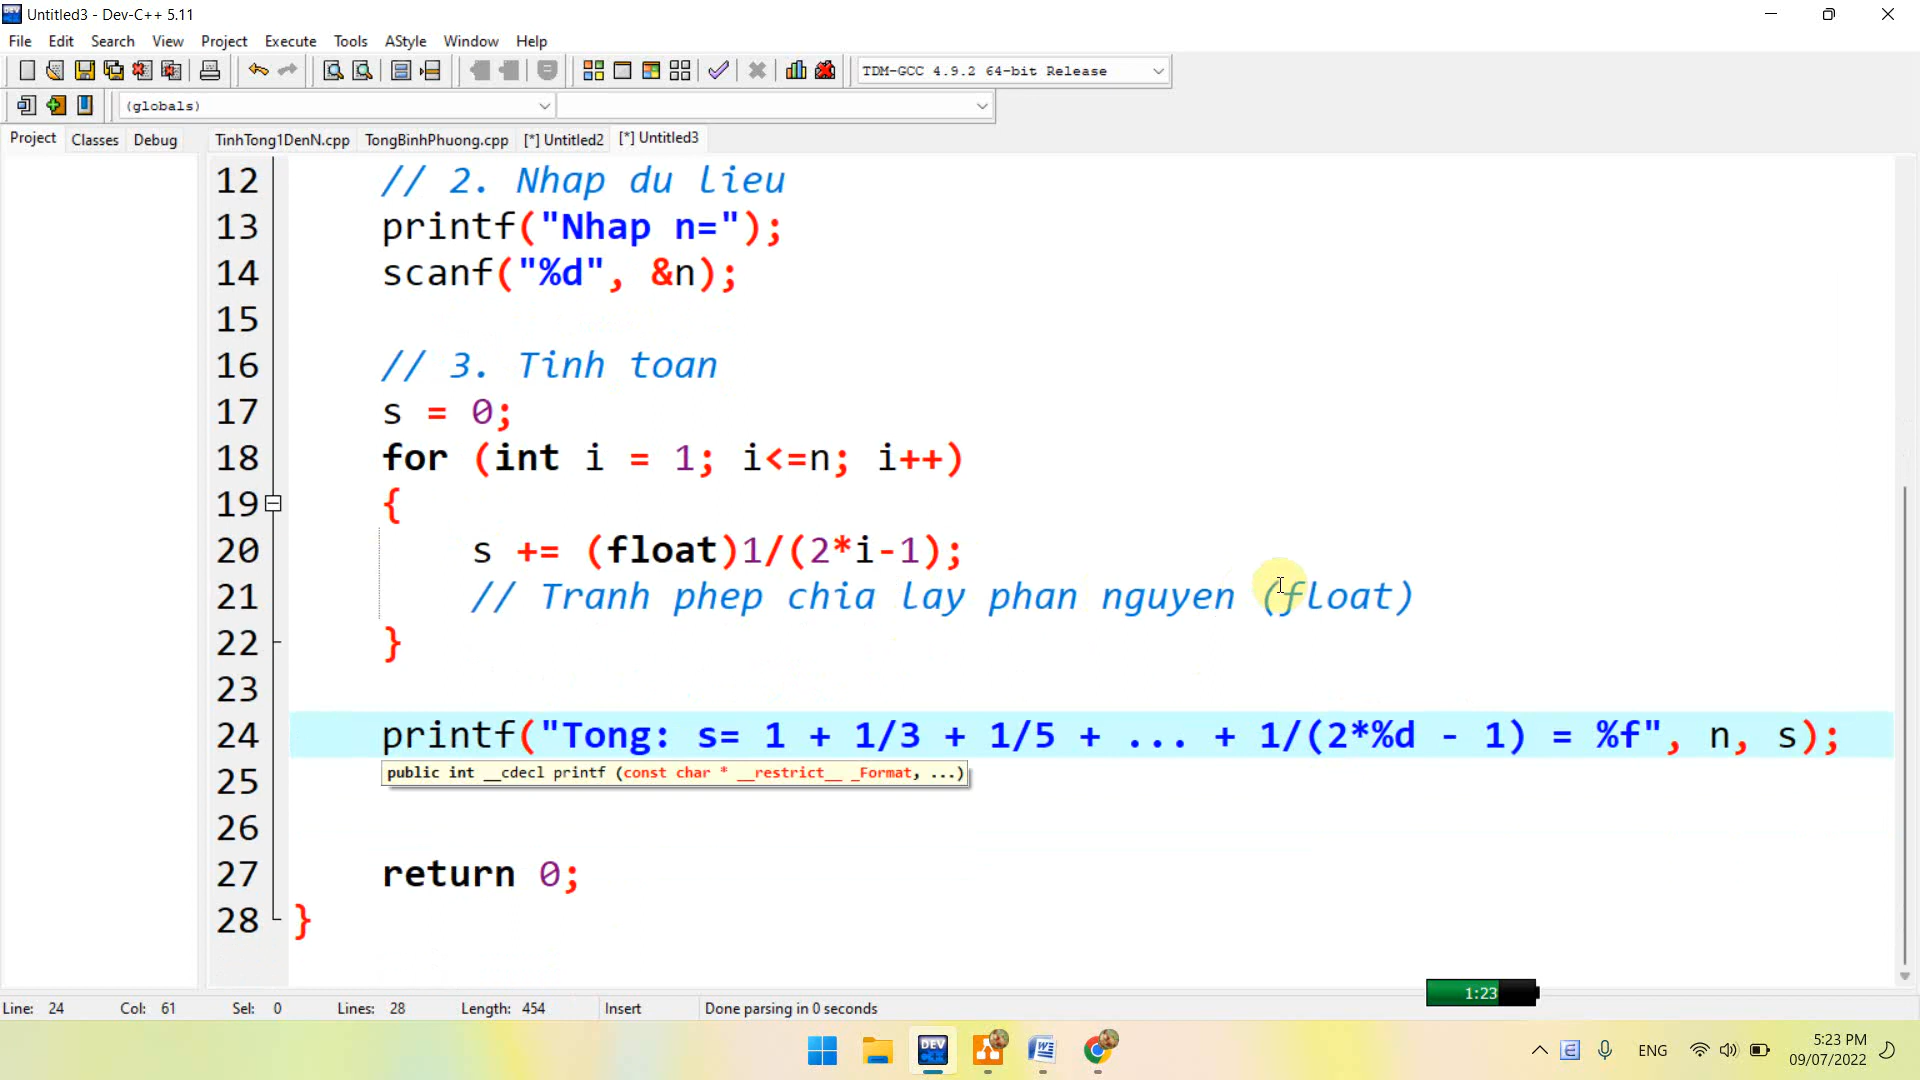 Untitled3 - Dev-C++ 5.11
File Edit Search View Project Execute Tools AStyle Window Help
TDM-GCC 4.9.2 64-bit Release
(globals)
Project Classes Debug TinhTong1DenN.cpp TongBinhPhuong.cpp [*] Untitled2 [*] Untitled3
12 // 2. Nhap du lieu
13 printf("Nhap n=");
14 scanf("%d", &n);
15
16 // 3. Tinh toan
17 s = 0;
18 for (int i = 1; i<=n; i++)
19 {
20 s += (float)1/(2*i-1);
21 // Tranh phep chia lay phan nguyen (float)
22 }
23
24 printf("Tong: s= 1 + 1/3 + 1/5 + ... + 1/(2*%d - 1) = %f", n, s);
public int __cdecl printf (const char * __restrict__ _Format, ...)
25
26
27 return 0;
28 }
1:23
Line: 24 Col: 61 Sel: 0 Lines: 28 Length: 454 Insert Done parsing in 0 seconds
DEV
ENG
5:23 PM
09/07/2022